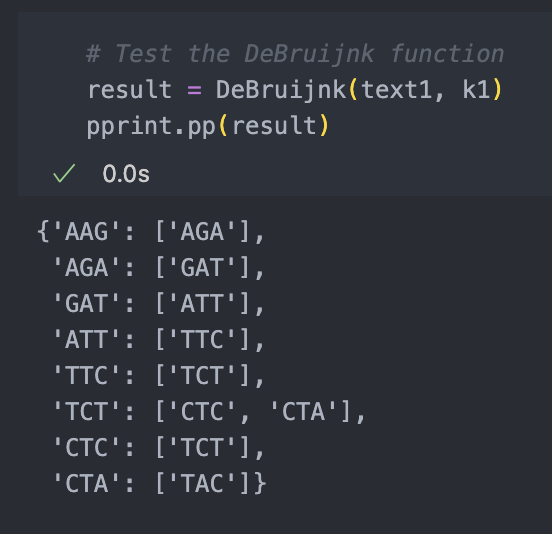 # Test the DeBruijnk function
result = DeBruijnk(text1, k1)
pprint.pp(result)
0.0s
{'AAG': ['AGA'],
'AGA': ['GAT'],
'GAT': ['ATT'],
'ATT': ['TTC'],
'TTC': ['TCT'],
'TCT': ['CTC', 'CTA'],
'CTC': ['TCT'],
'CTA': ['TAC']}